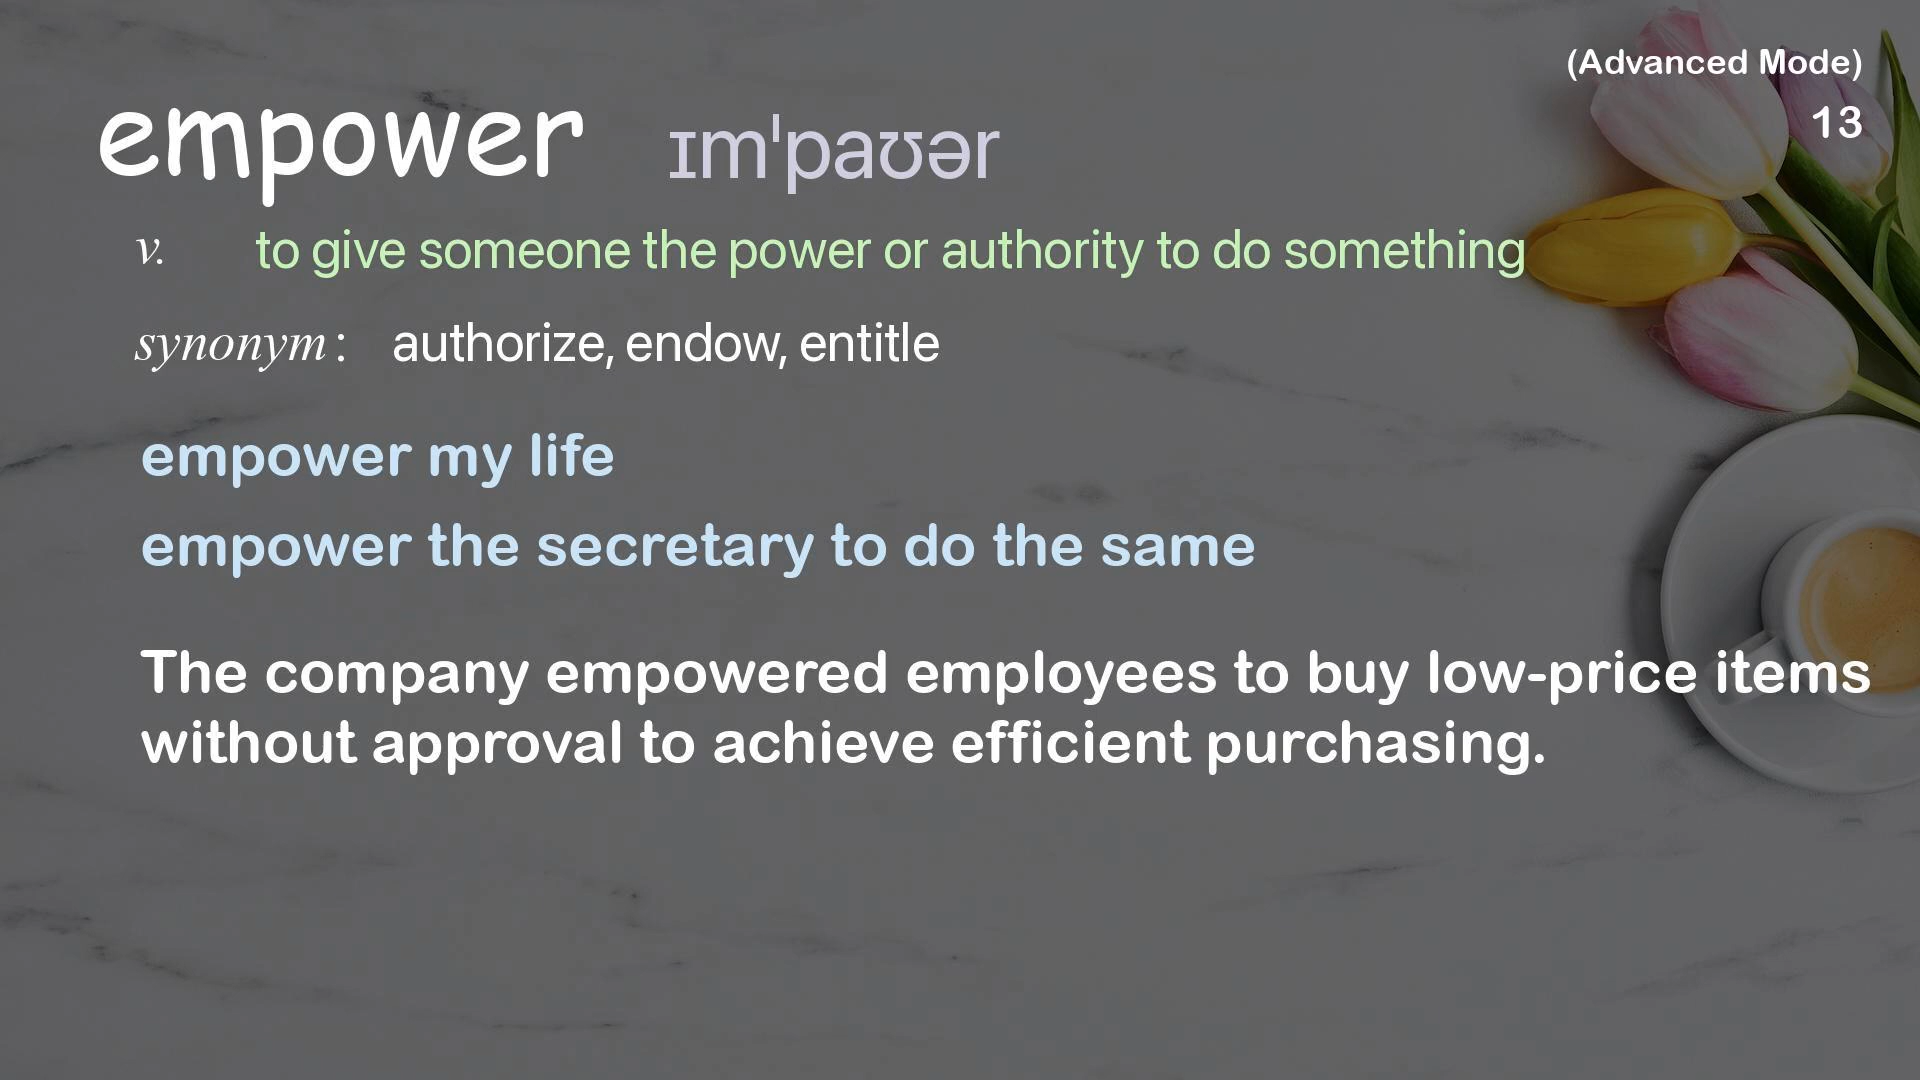 (Advanced Mode)
empower ɪmˈpaʊər
13
v. to give someone the power or authority to do something
synonym : authorize, endow, entitle
empower my life
empower the secretary to do the same
The company empowered employees to buy low-price items
without approval to achieve efficient purchasing.